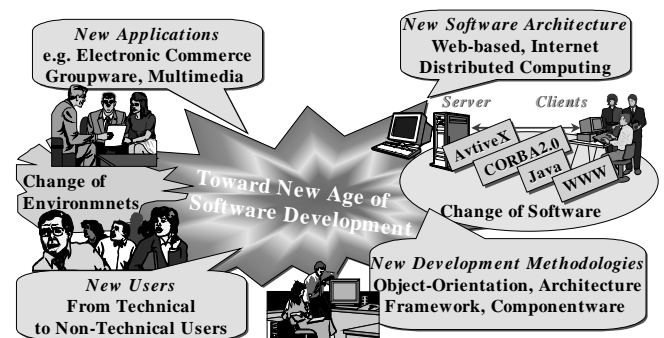 New Applications
e.g. Electronic Commerce
Groupware, Multimedia
New Software Architecture
Web-based, Internet
Distributed Computing
Server
Clients
AvtiveX
CORBA2.0
Java
WWW
Change of Software
Change of
Environmnets
Toward New Age of
Software Development
New Users
From Technical
to Non-Technical Users
New Development Methodologies
Object-Orientation, Architecture
Framework, Componentware